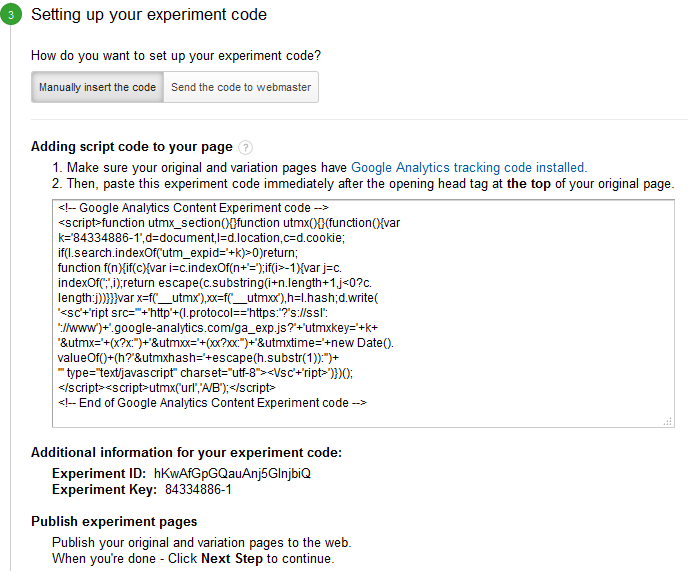 3 Setting up your experiment code
How do you want to set up your experiment code?
Manually insert the code Send the code to webmaster
Adding script code to your page ?
1. Make sure your original and variation pages have Google Analytics tracking code installed.
2. Then, paste this experiment code immediately after the opening head tag at the top of your original page.
<!-- Google Analytics Content Experiment code -->
<script>function utmx_section(){}function utmx(){}(function(){var
k='84334886-1',d=document,l=d.location,c=d.cookie;
if(l.search.indexOf('utm_expid='+k)>0)return;
function f(n){if(c){var i=c.indexOf(n+'=');if(i>-1){var j=c.
indexOf(';',i);return escape(c.substring(i+n.length+1,j<0?c.
length:j))}}}var x=f('__utmx'),xx=f('__utmxx'),h=l.hash;d.write(
'<sc'+'ript src="'+'http'+(l.protocol=='https:'?'s://ssl':
'://www')+'.google-analytics.com/ga_exp.js?'+'utmxkey='+k+
'&utmx='+(x?x:'')+'&utmxx='+(xx?xx:'')+'&utmxtime='+new Date().
valueOf()+(h?'&utmxhash='+escape(h.substr(1)):'')+
'" type="text/javascript" charset="utf-8"><\/sc'+'ript>')})();
</script><script>utmx('url','A/B');</script>
<!-- End of Google Analytics Content Experiment code -->
Additional information for your experiment code:
Experiment ID: hKwAfGpGQauAnj5GlnjbiQ
Experiment Key: 84334886-1
Publish experiment pages
Publish your original and variation pages to the web.
When you're done - Click Next Step to continue.